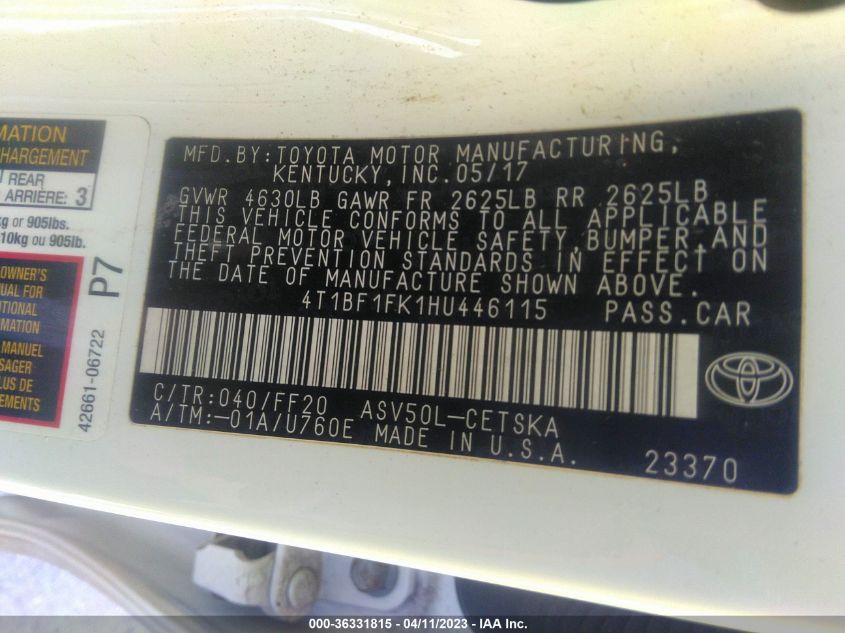 MATION
CHARGEMENT
REAR
ARRIÈRE: 3
kg or 905lbs.
10kg ou 905lb.
OWNER'S
UAL FOR
TIONAL
RMATION
MANUEL
SAGER
LUS DE
EMENTS
P7
42661-06722
MFD.BY:TOYOTA MOTOR MANUFACTURING,
KENTUCKY,INC.05/17
GVWR 4630LB GAWR FR 2625LB RR 2625LB
THIS VEHICLE CONFORMS TO ALL APPLICABLE
FEDERAL MOTOR VEHICLE SAFETY,BUMPER,AND
THEFT PREVENTION STANDARDS IN EFFECT ON
THE DATE OF MANUFACTURE SHOWN ABOVE.
4T1BF1FK1HU446115 PASS.CAR
C/TR:040/FF20 ASV50L-CETSKA
A/TM:-01A/U760E MADE IN U.S.A.
23370
000-36331815 - 04/11/2023 - IAA Inc.